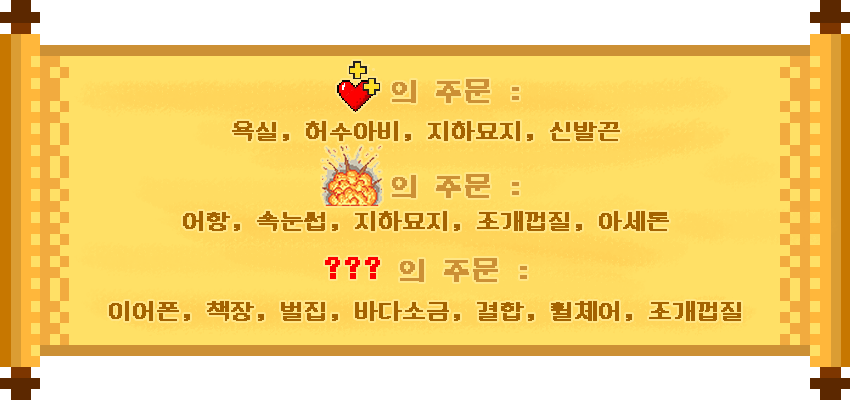 의 주문 :
욕실, 허수아비, 지하묘지, 신발끈
의 주문 :
어항, 속눈썹, 지하묘지, 조개껍질, 아세톤
??? 의 주문 :
이어폰, 책장, 벌집, 바다소금, 결합, 휠체어, 조개껍질